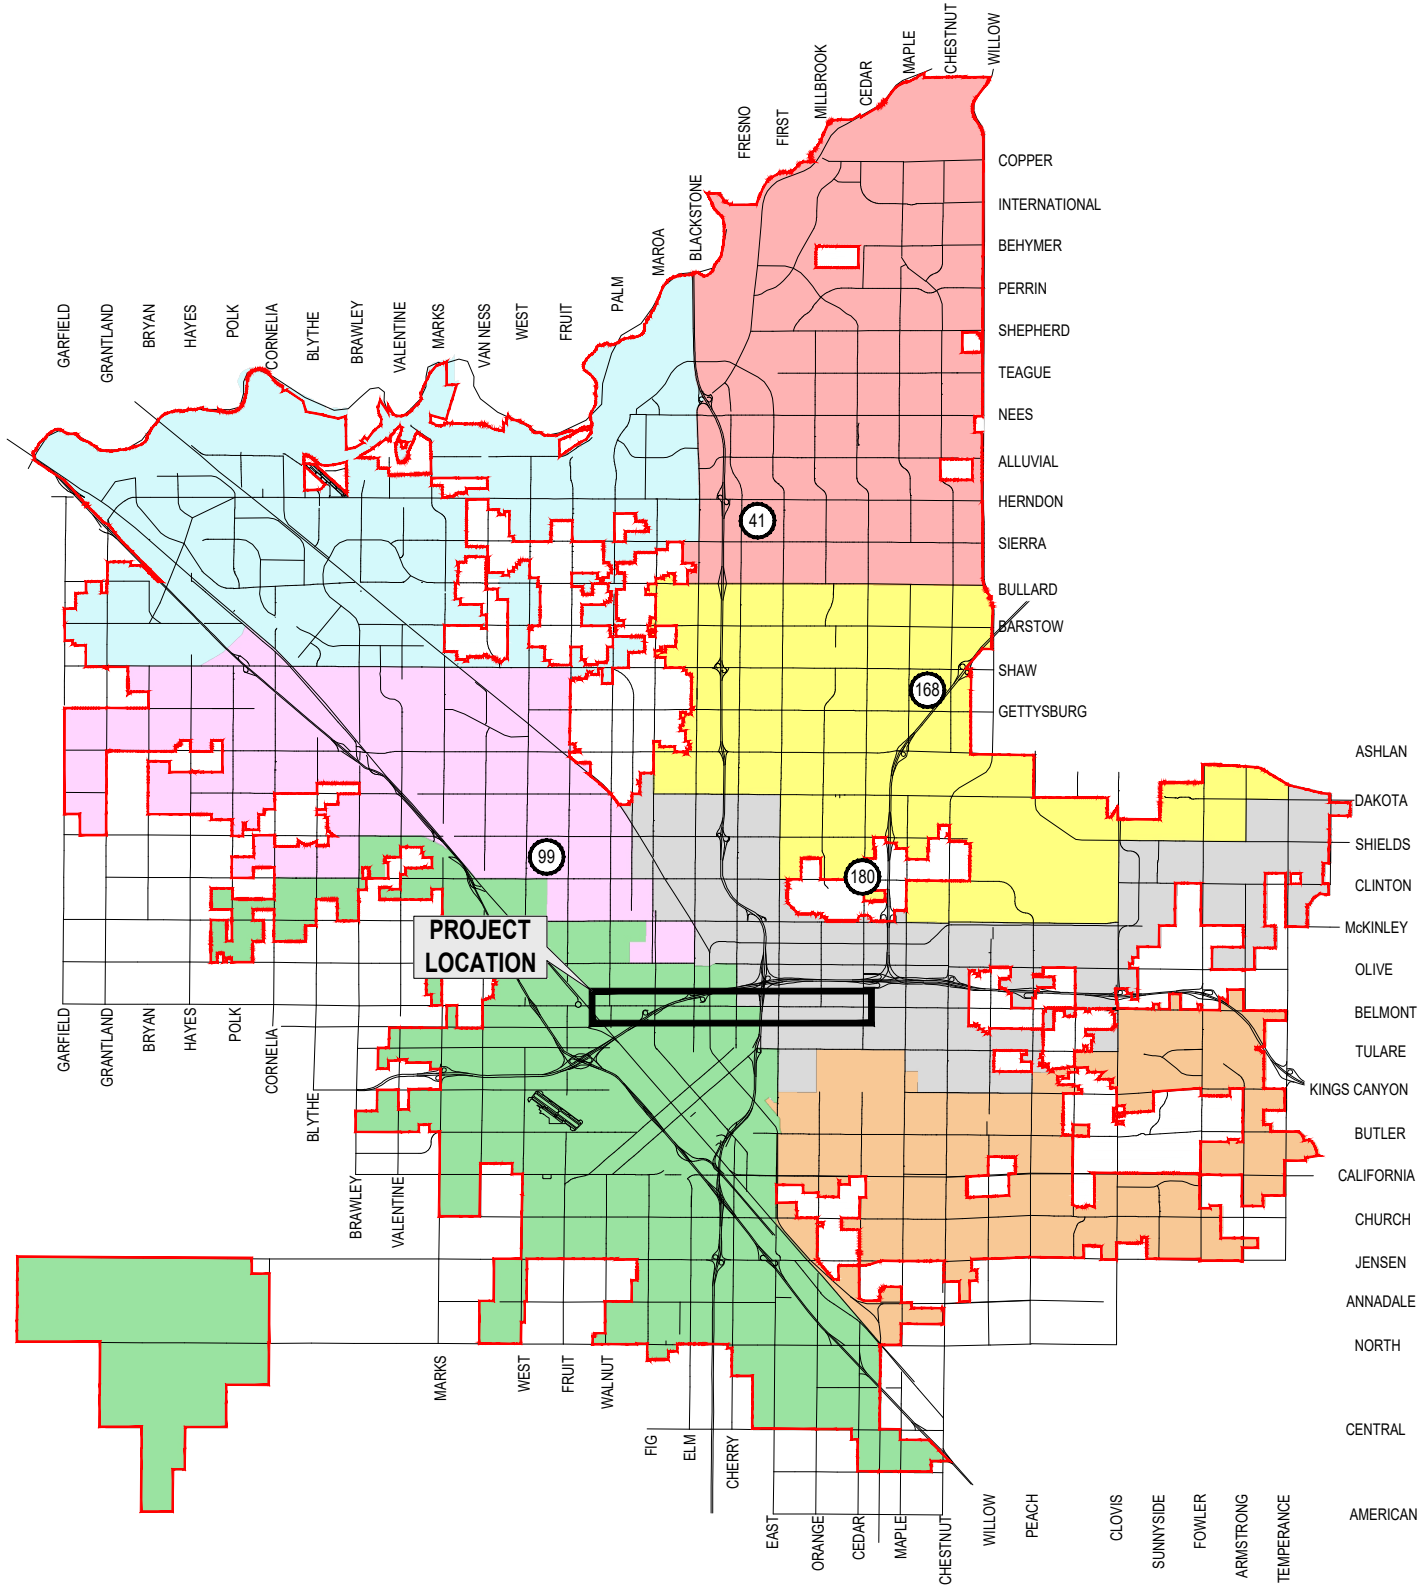 CHESTNUT
WILLOW
MAPLE
CEDAR
MILLBROOK
FIRST
FRESNO
BLACKSTONE
MAROA
PALM
FRUIT
WEST
VAN NESS
MARKS
VALENTINE
BRAWLEY
BLYTHE
CORNELIA
POLK
HAYES
BRYAN
GRANTLAND
GARFIELD
COPPER
INTERNATIONAL
BEHYMER
PERRIN
SHEPHERD
TEAGUE
NEES
ALLUVIAL
HERNDON
41
SIERRA
BULLARD
BARSTOW
SHAW
168
GETTYSBURG
ASHLAN
DAKOTA
SHIELDS
99
180
CLINTON
McKINLEY
PROJECT
LOCATION
OLIVE
BELMONT
TULARE
KINGS CANYON
BUTLER
CALIFORNIA
CHURCH
JENSEN
ANNADALE
NORTH
CENTRAL
AMERICAN
GARFIELD
GRANTLAND
BRYAN
HAYES
POLK
CORNELIA
BLYTHE
BRAWLEY
VALENTINE
MARKS
WEST
FRUIT
WALNUT
FIG
ELM
CHERRY
EAST
ORANGE
CEDAR
MAPLE
CHESTNUT
WILLOW
PEACH
CLOVIS
SUNNYSIDE
FOWLER
ARMSTRONG
TEMPERANCE